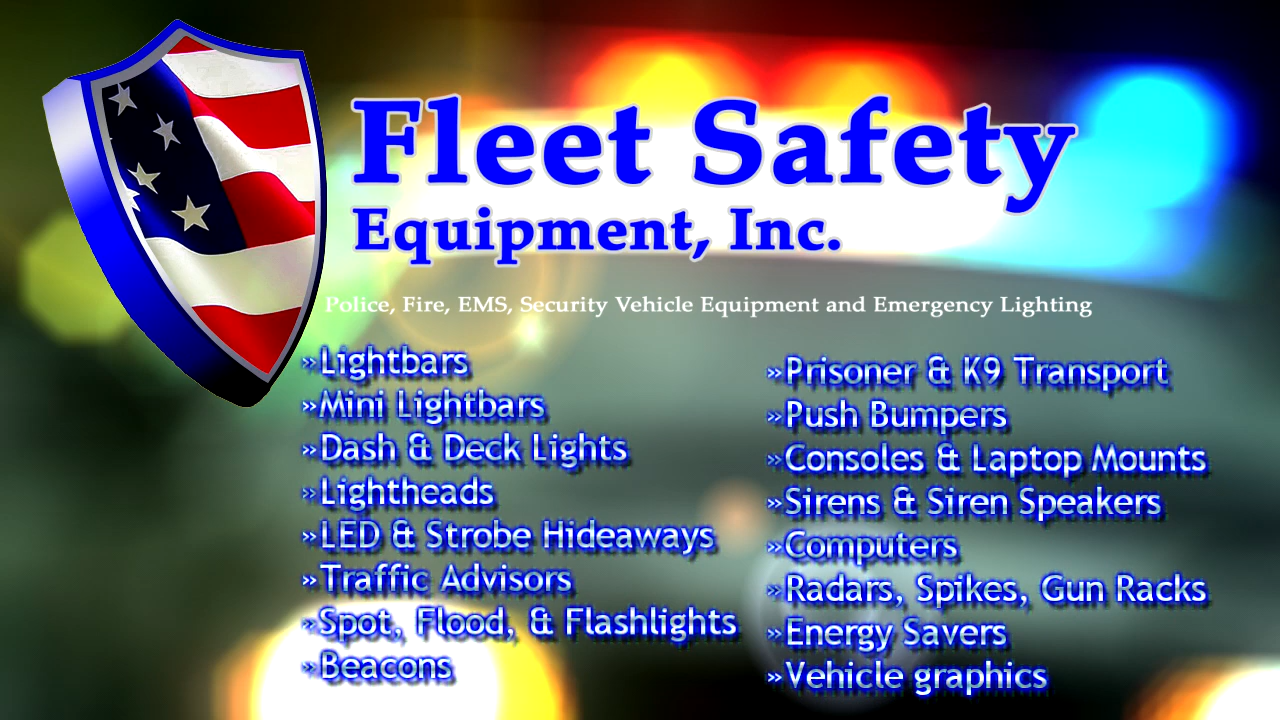 Fleet Safety
Equipment, Inc.
Police, Fire, EMS, Security Vehicle Equipment and Emergency Lighting
»Lightbars
»Mini Lightbars
»Dash & Deck Lights
»Lightheads
»LED & Strobe Hideaways
»Traffic Advisors
»Spot, Flood, & Flashlights
»Beacons
»Prisoner & K9 Transport
»Push Bumpers
»Consoles & Laptop Mounts
»Sirens & Siren Speakers
»Computers
»Radars, Spikes, Gun Racks
»Energy Savers
»Vehicle graphics